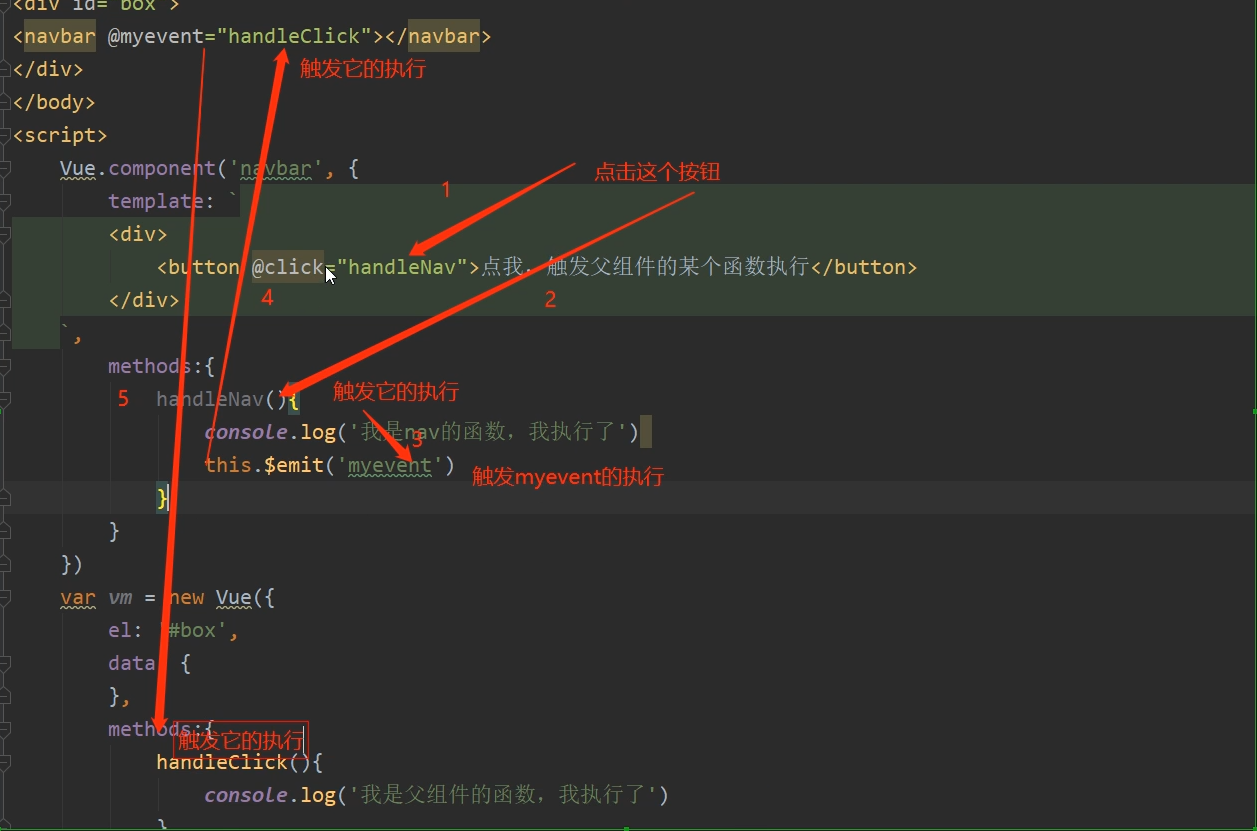 <div id="box">
<navbar @myevent="handleClick"></navbar>
触发它的执行
</div>
</body>
<script>
Vue.component('navbar', {
点击这个按钮
1
template: `
<div>
<button @click="handleNav">点我，触发父组件的某个函数执行</button>
4
2
</div>
`,
methods:{
触发它的执行
5
handleNav(){
console.log('我是nav的函数，我执行了')
3
this.$emit('myevent')
触发myevent的执行
}
}
})
var vm = new Vue({
el: '#box',
data: {
},
methods:{
触发它的执行
handleClick(){
console.log('我是父组件的函数，我执行了')
}